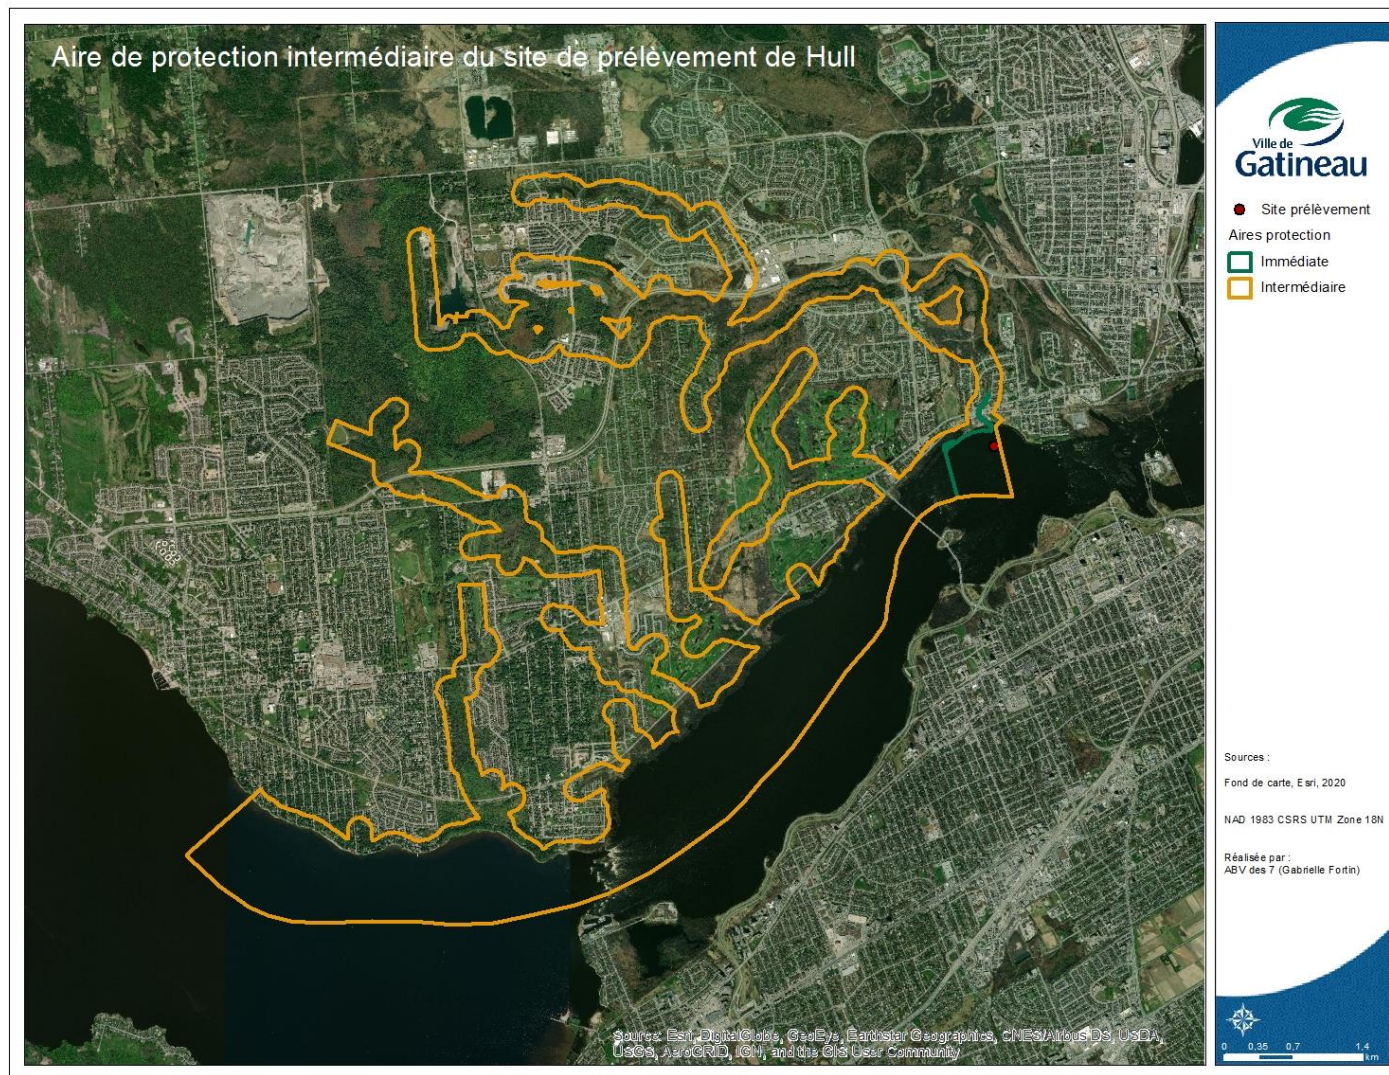 Aire de protection intermédiaire du site de prélèvement de Hull
Ville de
Gatineau
Site prélèvement
Aires protection
Immédiate
Intermédiaire
Sources :
Fond de carte, Esri, 2020
NAD 1983 CSRS UTM Zone 18N
Réalisée par :
ABV des 7 (Gabrielle Fortin)
0 0,35 0,7 1,4
km
Source: Esri, DigitalGlobe, GeoEye, Earthstar Geographics, CNES/Airbus DS, USDA,
USGS, AeroGRID, IGN, and the GIS User Community